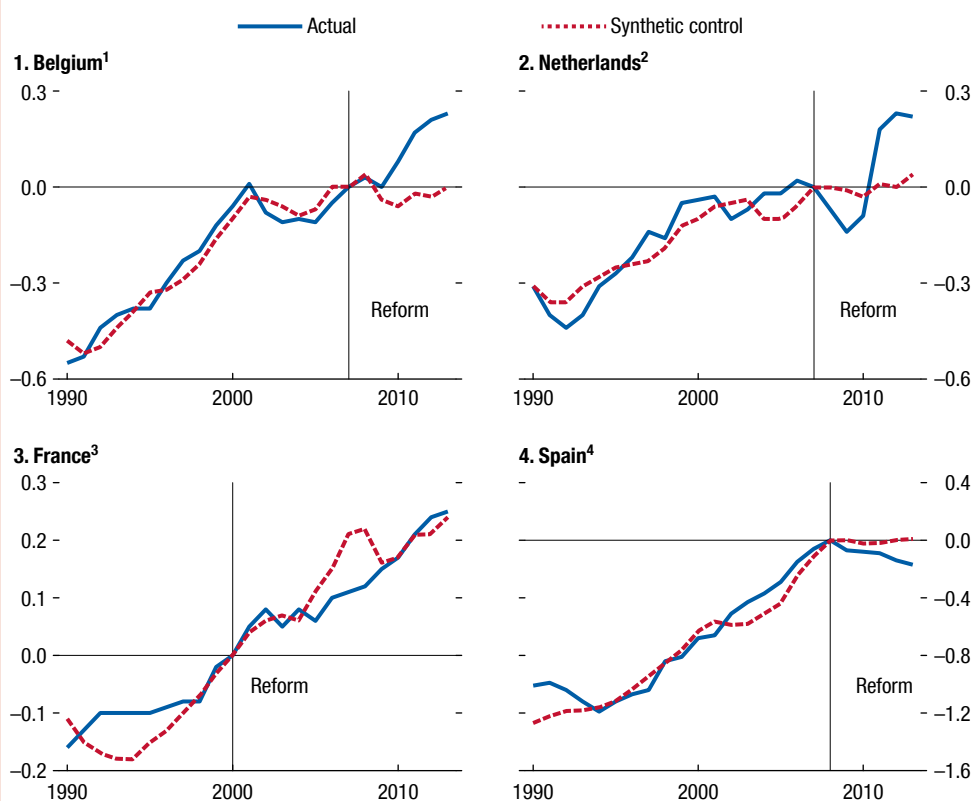 Actual Synthetic control
1. Belgium¹ 2. Netherlands²
0.3 0.3
0.0 0.0
–0.3 –0.3
Reform Reform
–0.6 –0.6
1990 2000 2010 1990 2000 2010
3. France³ 4. Spain⁴
0.3 0.4
0.2 0.0
0.1 –0.4
0.0 –0.8
Reform Reform
–0.1 –1.2
–0.2 –1.6
1990 2000 2010 1990 2000 2010